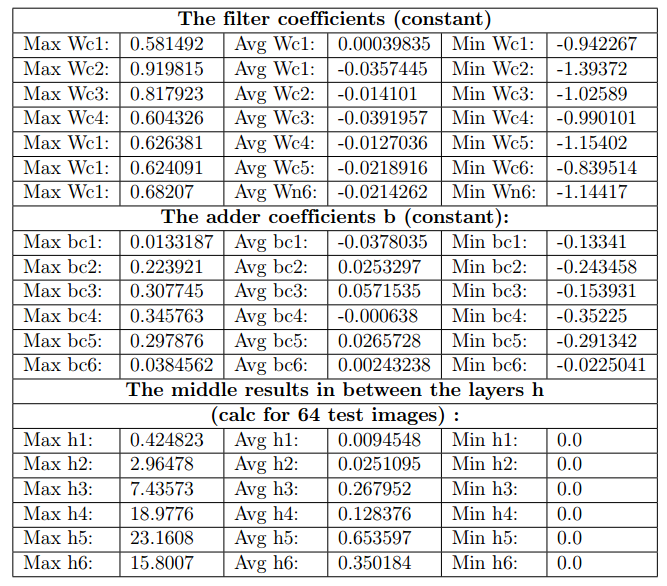 The filter coefficients (constant)
Max Wc1: 0.581492 Avg Wc1: 0.00039835 Min Wc1: -0.942267
Max Wc2: 0.919815 Avg Wc1: -0.0357445 Min Wc2: -1.39372
Max Wc3: 0.817923 Avg Wc2: -0.014101 Min Wc3: -1.02589
Max Wc4: 0.604326 Avg Wc3: -0.0391957 Min Wc4: -0.990101
Max Wc1: 0.626381 Avg Wc4: -0.0127036 Min Wc5: -1.15402
Max Wc1: 0.624091 Avg Wc5: -0.0218916 Min Wc6: -0.839514
Max Wc1: 0.68207 Avg Wn6: -0.0214262 Min Wn6: -1.14417
The adder coefficients b (constant):
Max bc1: 0.0133187 Avg bc1: -0.0378035 Min bc1: -0.13341
Max bc2: 0.223921 Avg bc2: 0.0253297 Min bc2: -0.243458
Max bc3: 0.307745 Avg bc3: 0.0571535 Min bc3: -0.153931
Max bc4: 0.345763 Avg bc4: -0.000638 Min bc4: -0.35225
Max bc5: 0.297876 Avg bc5: 0.0265728 Min bc5: -0.291342
Max bc6: 0.0384562 Avg bc6: 0.00243238 Min bc6: -0.0225041
The middle results in between the layers h
(calc for 64 test images) :
Max h1: 0.424823 Avg h1: 0.0094548 Min h1: 0.0
Max h2: 2.96478 Avg h2: 0.0251095 Min h2: 0.0
Max h3: 7.43573 Avg h3: 0.267952 Min h3: 0.0
Max h4: 18.9776 Avg h4: 0.128376 Min h4: 0.0
Max h5: 23.1608 Avg h5: 0.653597 Min h5: 0.0
Max h6: 15.8007 Avg h6: 0.350184 Min h6: 0.0